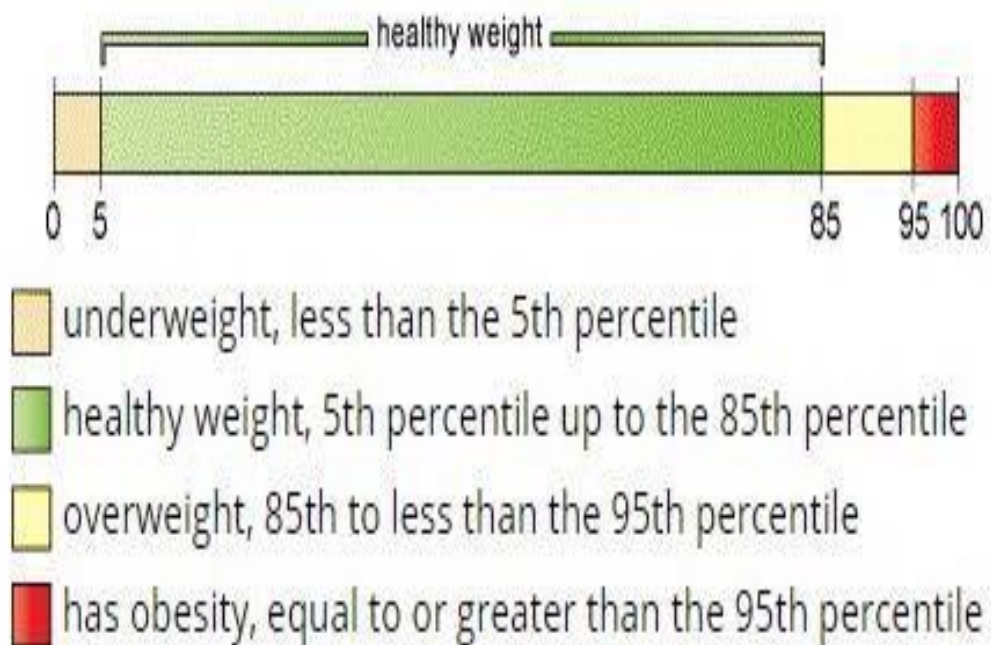 healthy weight
0 5 85 95 100
underweight, less than the 5th percentile
healthy weight, 5th percentile up to the 85th percentile
overweight, 85th to less than the 95th percentile
has obesity, equal to or greater than the 95th percentile